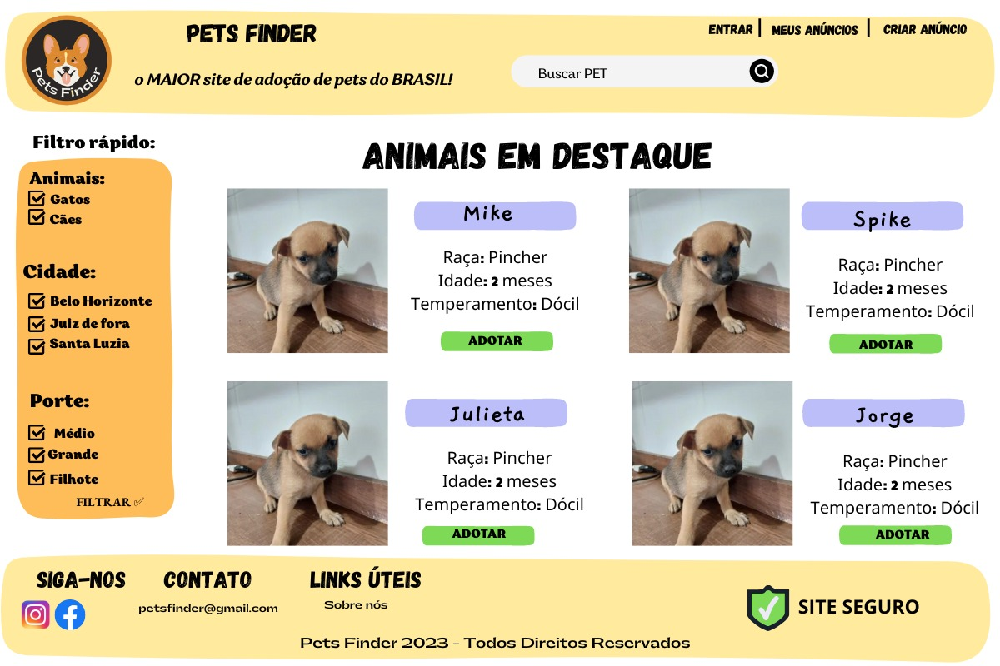 PETS FINDER
ENTRAR | MEUS ANÚNCIOS | CRIAR ANÚNCIO
Pets Finder
o MAIOR site de adoção de pets do BRASIL!
Buscar PET
Filtro rápido:
Animais:
Gatos
Cães
Cidade:
Belo Horizonte
Juiz de fora
Santa Luzia
Porte:
Médio
Grande
Filhote
FILTRAR ✅
ANIMAIS EM DESTAQUE
Mike
Raça: Pincher
Idade: 2 meses
Temperamento: Dócil
ADOTAR
Spike
Raça: Pincher
Idade: 2 meses
Temperamento: Dócil
ADOTAR
Julieta
Raça: Pincher
Idade: 2 meses
Temperamento: Dócil
ADOTAR
Jorge
Raça: Pincher
Idade: 2 meses
Temperamento: Dócil
ADOTAR
SIGA-NOS
CONTATO
petsfinder@gmail.com
LINKS ÚTEIS
Sobre nós
SITE SEGURO
Pets Finder 2023 - Todos Direitos Reservados